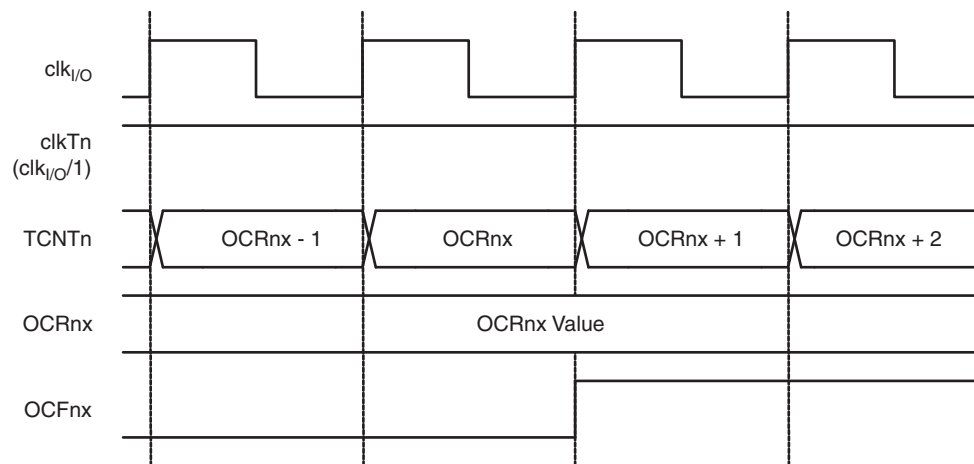 clkI/O
clkTn
(clkI/O/1)
TCNTn
OCRnx - 1
OCRnx
OCRnx + 1
OCRnx + 2
OCRnx
OCRnx Value
OCFnx